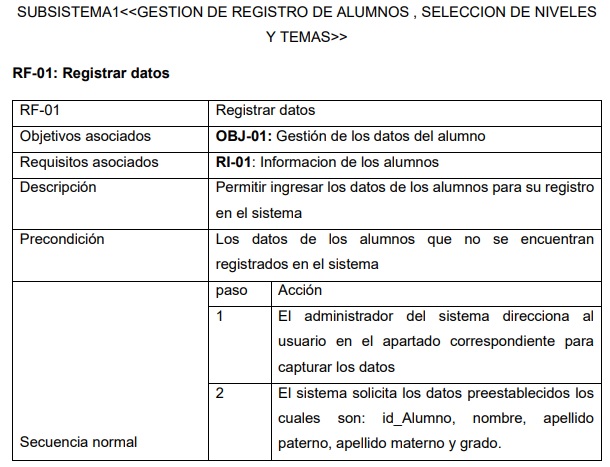 SUBSISTEMA1<<GESTION DE REGISTRO DE ALUMNOS , SELECCION DE NIVELES
Y TEMAS>>
RF-01: Registrar datos
RF-01 Registrar datos
Objetivos asociados OBJ-01: Gestión de los datos del alumno
Requisitos asociados RI-01: Informacion de los alumnos
Descripción Permitir ingresar los datos de los alumnos para su registro
en el sistema
Precondición Los datos de los alumnos que no se encuentran
registrados en el sistema
paso Acción
1 El administrador del sistema direcciona al
usuario en el apartado correspondiente para
capturar los datos
2 El sistema solicita los datos preestablecidos los
cuales son: id_Alumno, nombre, apellido
Secuencia normal paterno, apellido materno y grado.